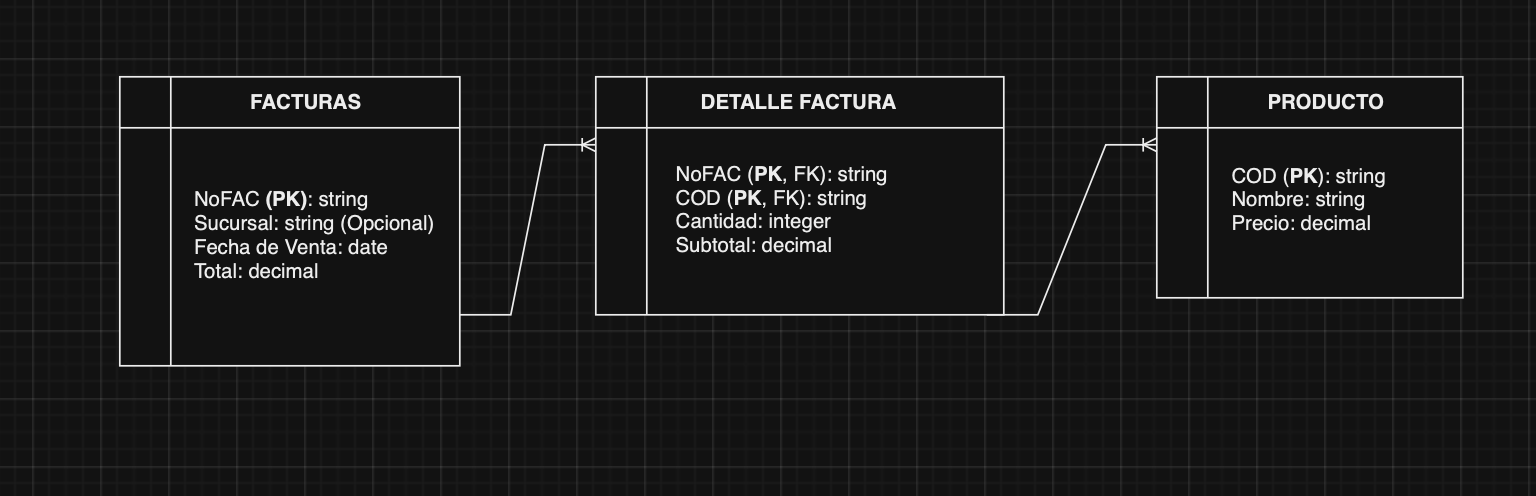 FACTURAS
NoFAC (PK): string
Sucursal: string (Opcional)
Fecha de Venta: date
Total: decimal
DETALLE FACTURA
NoFAC (PK, FK): string
COD (PK, FK): string
Cantidad: integer
Subtotal: decimal
PRODUCTO
COD (PK): string
Nombre: string
Precio: decimal